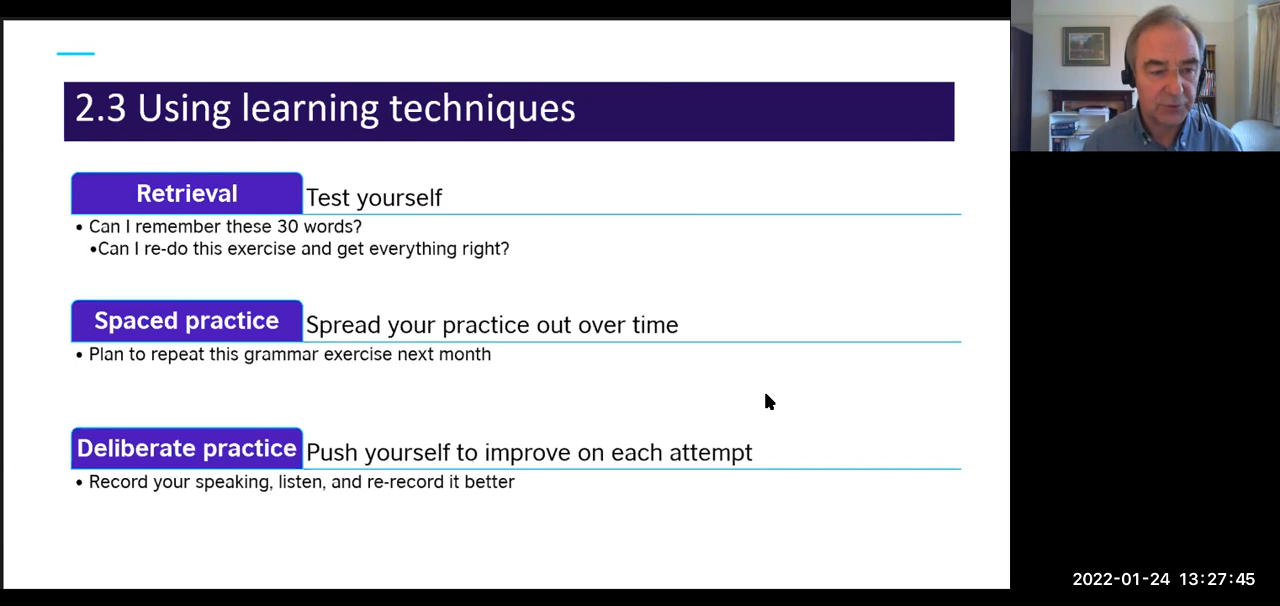 2.3 Using learning techniques
Retrieval
Test yourself
• Can I remember these 30 words?
•Can I re-do this exercise and get everything right?
Spaced practice
Spread your practice out over time
• Plan to repeat this grammar exercise next month
Deliberate practice
Push yourself to improve on each attempt
• Record your speaking, listen, and re-record it better
2022-01-24 13:27:45